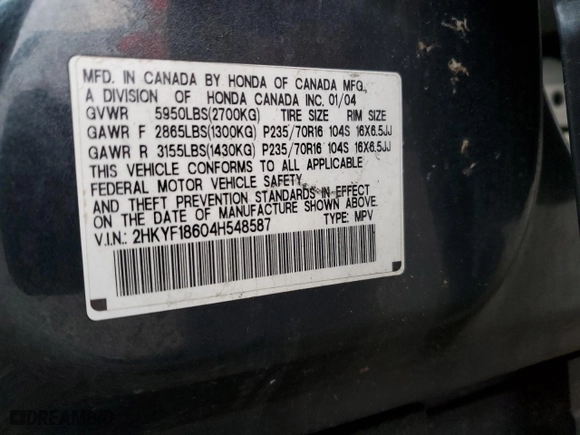 MFD. IN CANADA BY HONDA OF CANADA MFG.,
A DIVISION OF HONDA CANADA INC. 01/04
GVWR 5950LBS(2700KG) TIRE SIZE RIM SIZE
GAWR F 2865LBS(1300KG) P235/70R16 104S 16X6.5JJ
GAWR R 3155LBS(1430KG) P235/70R16 104S 16X6.5JJ
THIS VEHICLE CONFORMS TO ALL APPLICABLE
FEDERAL MOTOR VEHICLE SAFETY
AND THEFT PREVENTION STANDARDS IN EFFECT
ON THE DATE OF MANUFACTURE SHOWN ABOVE.
V.I.N.: 2HKYF18604H548587 TYPE: MPV
DREAMBID